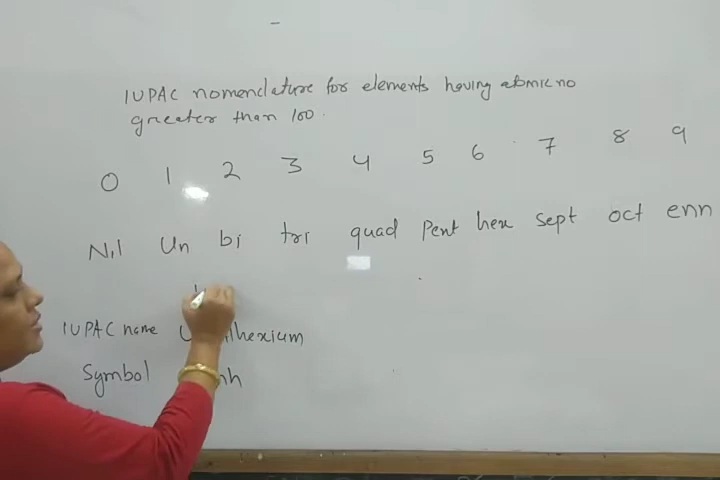 IUPAC nomenclature for elements having atomic no
greater than 100.
0 1 2 3 4 5 6 7 8 9
Nil Un bi tri quad Pent hex sept oct enn
IUPAC name
Symbol